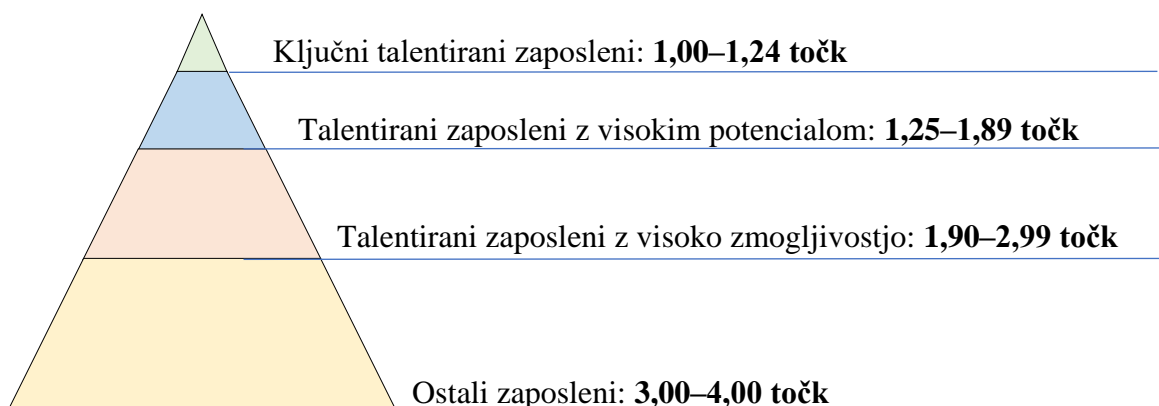 Ključni talentirani zaposleni: 1,00–1,24 točk
Talentirani zaposleni z visokim potencialom: 1,25–1,89 točk
Talentirani zaposleni z visoko zmogljivostjo: 1,90–2,99 točk
Ostali zaposleni: 3,00–4,00 točk